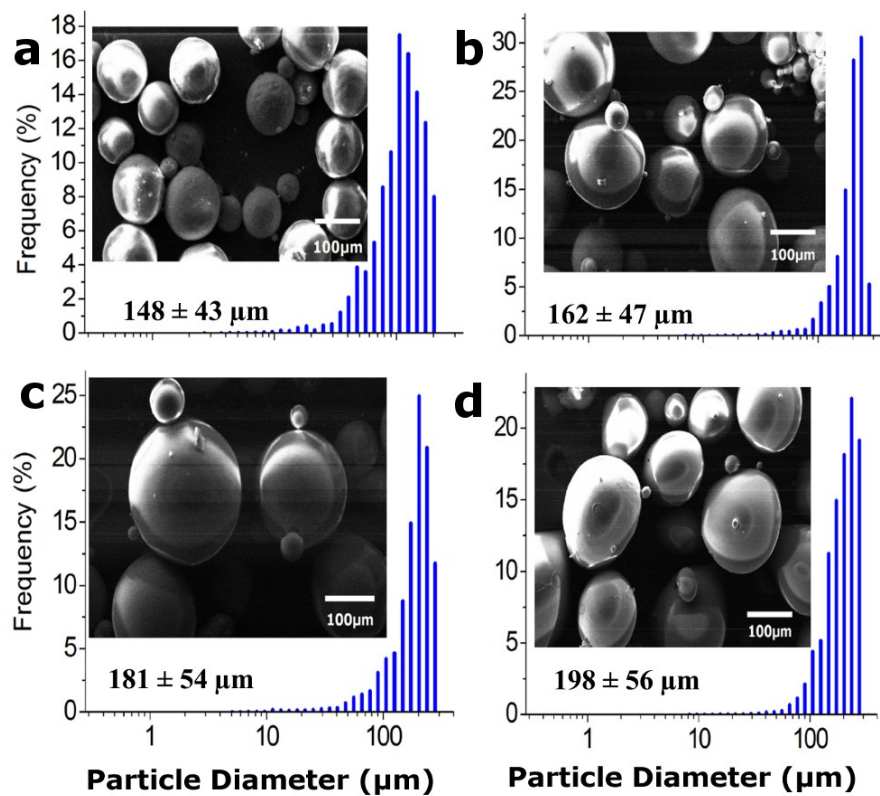 a
Frequency (%)
18
16
14
12
10
8
6
4
2
0
100µm
148 ± 43 µm
b
30
25
20
15
10
5
0
100µm
162 ± 47 µm
c
Frequency (%)
25
20
15
10
5
0
100µm
181 ± 54 µm
1 10 100
Particle Diameter (µm)
d
20
15
10
5
0
100µm
198 ± 56 µm
1 10 100
Particle Diameter (µm)